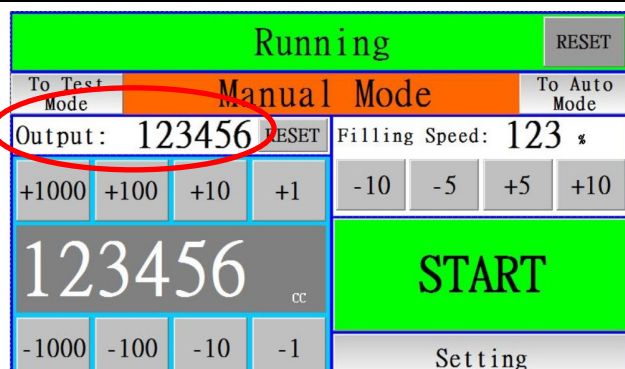 Running
RESET
To Test Mode
Manual Mode
To Auto Mode
Output: 123456 RESET
Filling Speed: 123 %
+1000 +100 +10 +1
-10 -5 +5 +10
123456 cc
START
-1000 -100 -10 -1
Setting